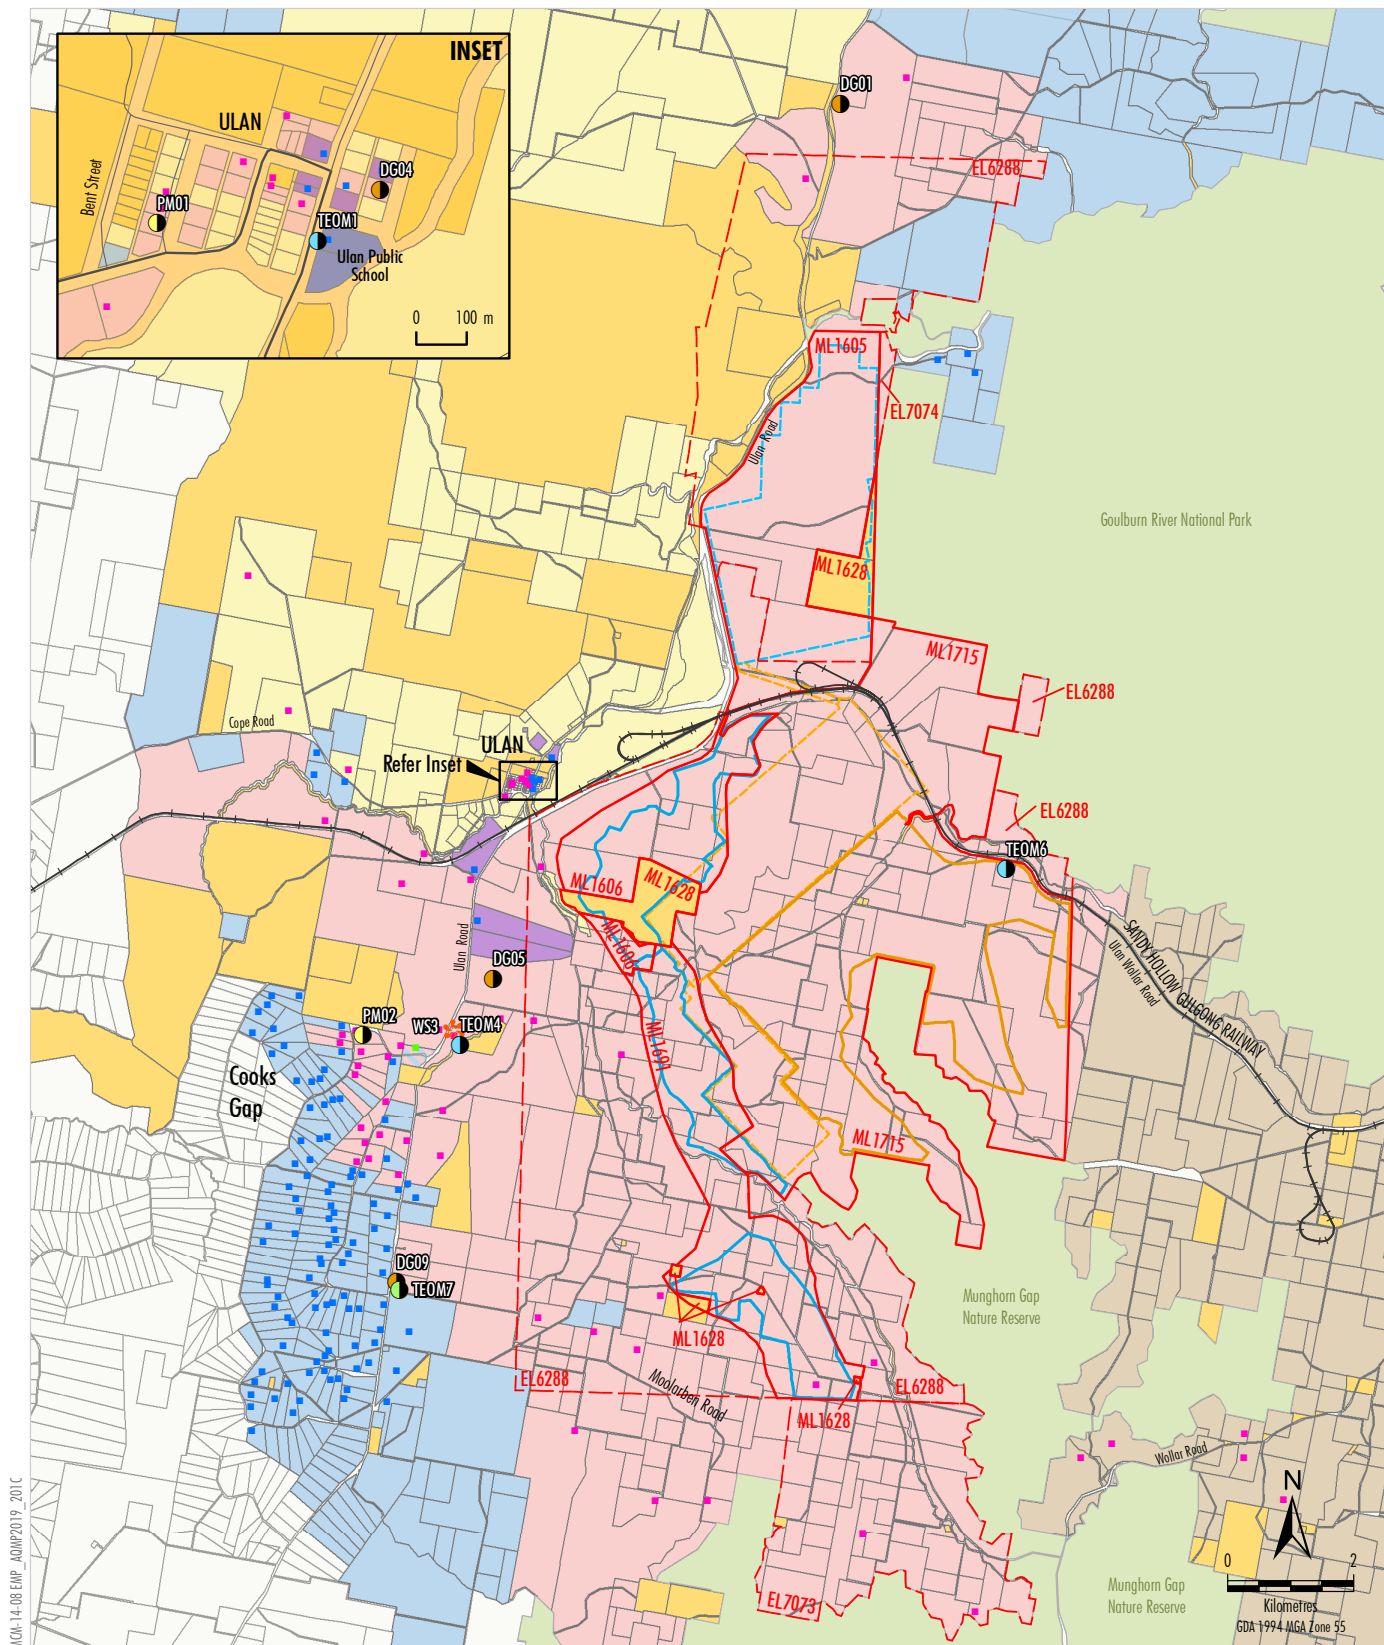 INSET
ULAN
Bent Street
PM01
DG04
TEOM1
Ulan Public
School
0 100 m
DG01
EL6288
ML1605
EL7074
Ulan Road
Goulburn River National Park
ML1628
ML1715
EL6288
Cope Road
ULAN
Refer Inset
EL6288
TEOM6
ML1606
ML1628
ML1606
Ulan Road
SANDY HOLLOW GULGONG RAILWAY
Ulan Wollar Road
DG05
PM02
WS3
TEOM4
ML1691
Cooks
Gap
ML1715
DG09
TEOM7
Munghorn Gap
Nature Reserve
ML1628
EL6288
Moolarben Road
EL6288
ML1628
Wollar Road
N
0 2
Kilometres
GDA 1994 MGA Zone 55
Munghorn Gap
Nature Reserve
EL7073
MCM-14-08 EMP_AQMP2019_201C